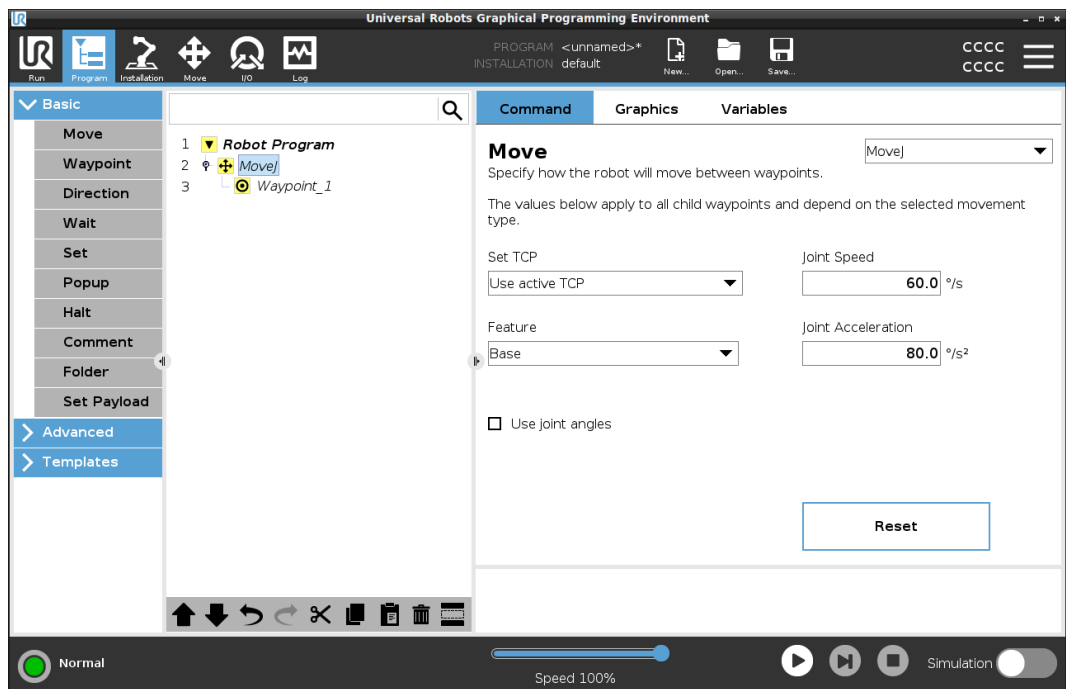 UR
Universal Robots Graphical Programming Environment
UR
Run
Program
Installation
Move
I/O
Log
PROGRAM <unnamed>*
INSTALLATION default
New...
Open...
Save...
CCCC
CCCC
Basic
Move
Waypoint
Direction
Wait
Set
Popup
Halt
Comment
Folder
Set Payload
Advanced
Templates
1 Robot Program
2 MoveJ
3 Waypoint_1
Command Graphics Variables
Move
MoveJ
Specify how the robot will move between waypoints.
The values below apply to all child waypoints and depend on the selected movement
type.
Set TCP
Use active TCP
Joint Speed
60.0 °/s
Feature
Base
Joint Acceleration
80.0 °/s²
Use joint angles
Reset
Normal
Speed 100%
Simulation